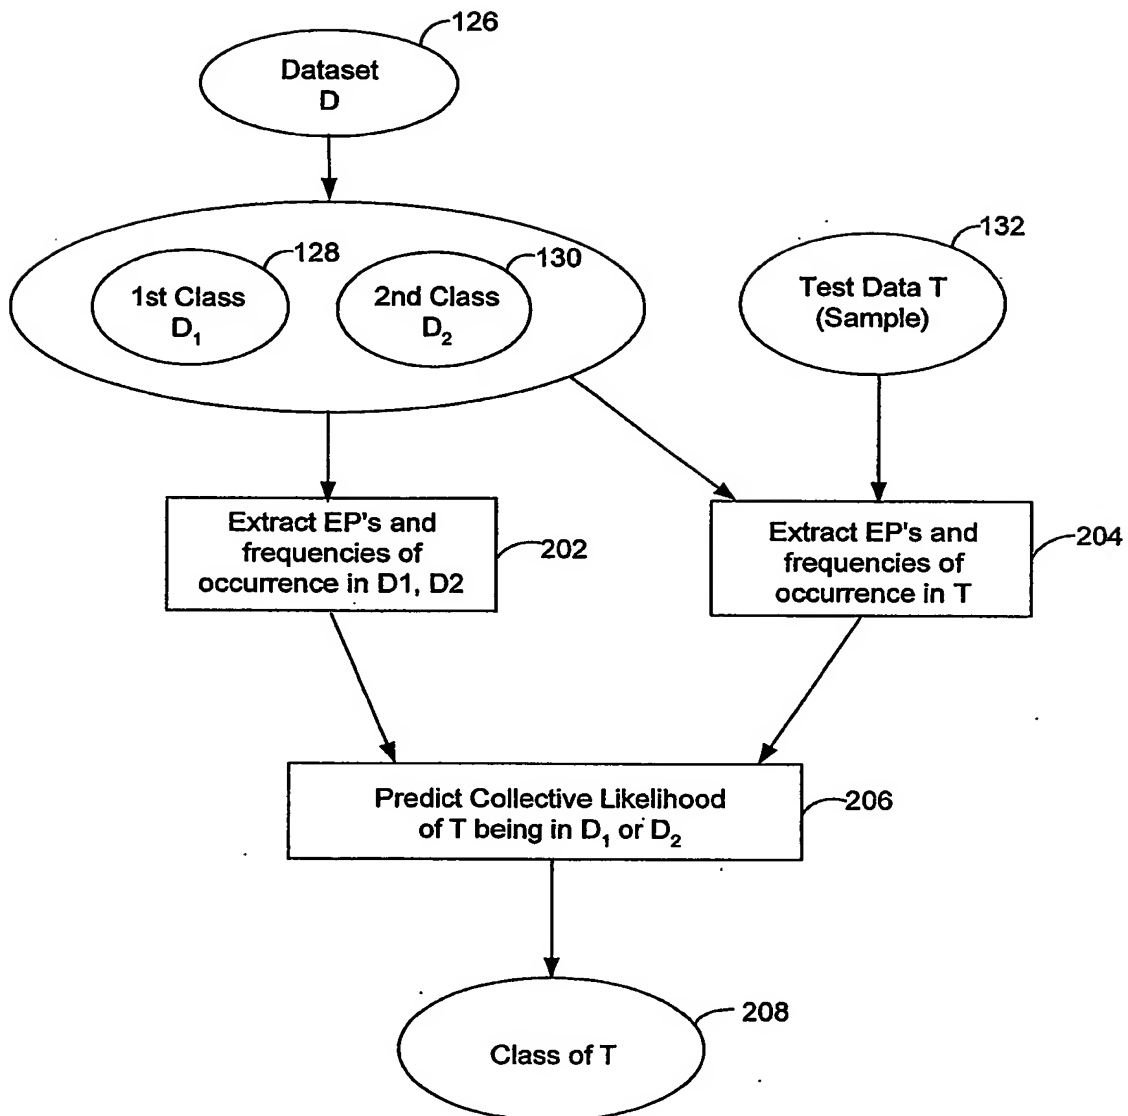 126
Dataset
D
128
130
132
1st Class
D₁
2nd Class
D₂
Test Data T
(Sample)
Extract EP's and
frequencies of
occurrence in D1, D2
202
Extract EP's and
frequencies of
occurrence in T
204
Predict Collective Likelihood
of T being in D₁ or D₂
206
208
Class of T